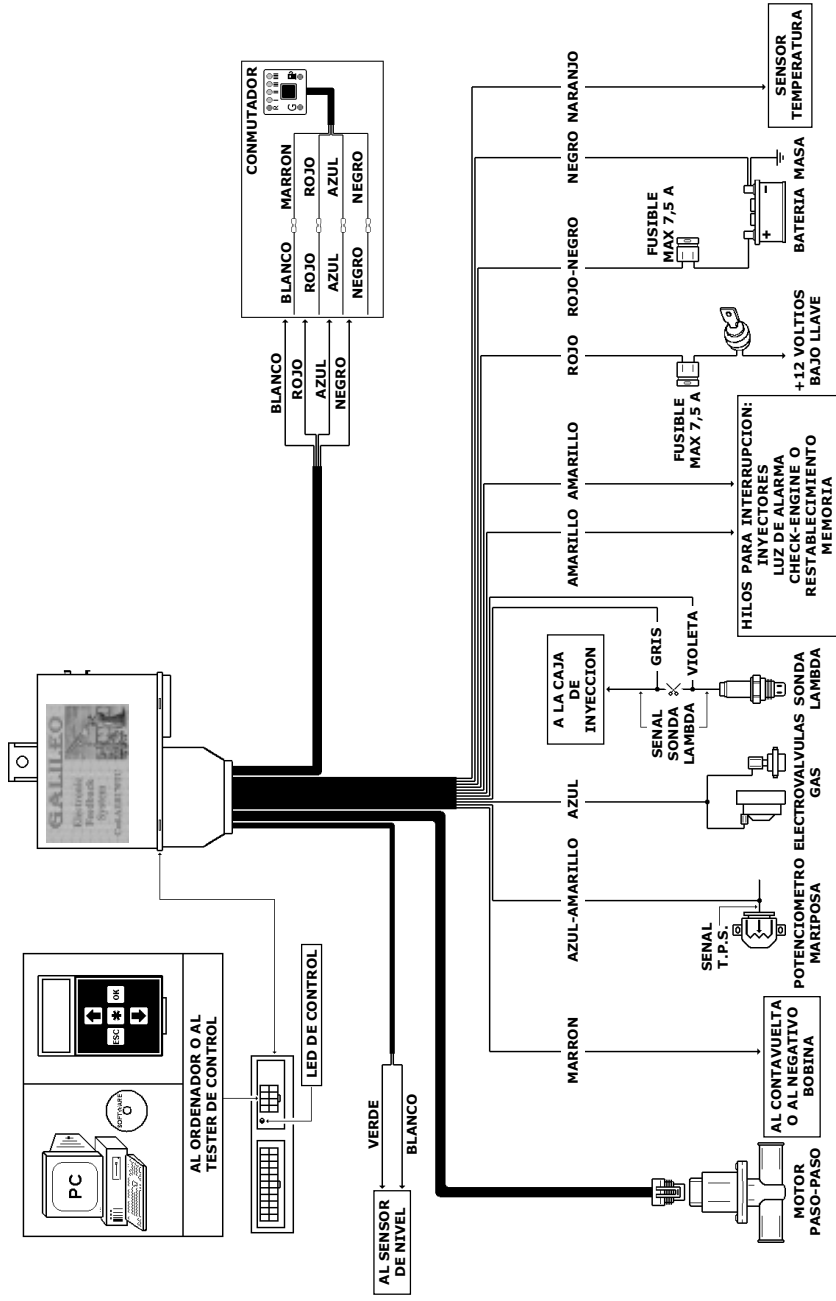 PC
SOFTWARE
ESC
OK
AL ORDENADOR O AL
TESTER DE CONTROL
LED DE CONTROL
GALILEO
Electronic
Feedback
System
CONMUTADOR
R
G
BLANCO
ROJO
AZUL
NEGRO
BLANCO
ROJO
AZUL
NEGRO
MARRON
ROJO
AZUL
NEGRO
AL SENSOR
DE NIVEL
VERDE
BLANCO
MOTOR
PASO-PASO
MARRON
AL CONTAVUELTA
O AL NEGATIVO
BOBINA
AZUL-AMARILLO
SENAL
T.P.S.
POTENCIOMETRO
MARIPOSA
AZUL
ELECTROVALVULAS
GAS
A LA CAJA
DE
INYECCION
GRIS
VIOLETA
SENAL
SONDA
LAMBDA
SONDA
LAMBDA
AMARILLO
AMARILLO
HILOS PARA INTERRUPCION:
INYECTORES
LUZ DE ALARMA
CHECK-ENGINE O
RESTABLECIMIENTO
MEMORIA
ROJO
FUSIBLE
MAX 7,5 A
+12 VOLTIOS
BAJO LLAVE
ROJO-NEGRO
FUSIBLE
MAX 7,5 A
+
-
BATERIA
NEGRO
MASA
NARANJO
SENSOR
TEMPERATURA